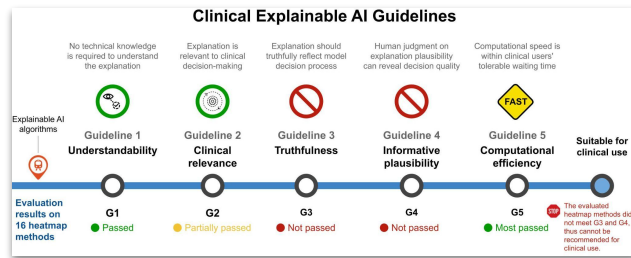 Clinical Explainable AI Guidelines
No technical knowledge
is required to understand
the explanation
Explanation is
relevant to clinical
decision-making
Explanation should
truthfully reflect model
decision process
Human judgment on
explanation plausibility
can reveal decision quality
Computational speed is
within clinical users'
tolerable waiting time
FAST
Explainable AI
algorithms
Guideline 1
Understandability
Guideline 2
Clinical
relevance
Guideline 3
Truthfulness
Guideline 4
Informative
plausibility
Guideline 5
Computational
efficiency
Suitable for
clinical use
Evaluation
results on
16 heatmap
methods
G1
Passed
G2
Partially passed
G3
Not passed
G4
Not passed
G5
Most passed
STOP
The evaluated
heatmap methods did
not meet G3 and G4,
thus cannot be
recommended for
clinical use.